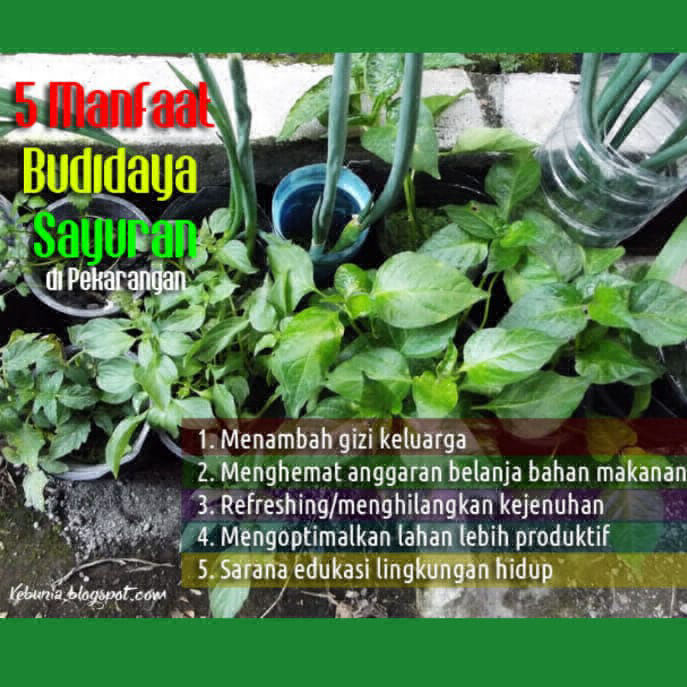 5 Manfaat
Budidaya
Sayuran
di Pekarangan
1. Menambah gizi keluarga
2. Menghemat anggaran belanja bahan makanan
3. Refreshing/menghilangkan kejenuhan
4. Mengoptimalkan lahan lebih produktif
5. Sarana edukasi lingkungan hidup
Kebunia.blogspot.com